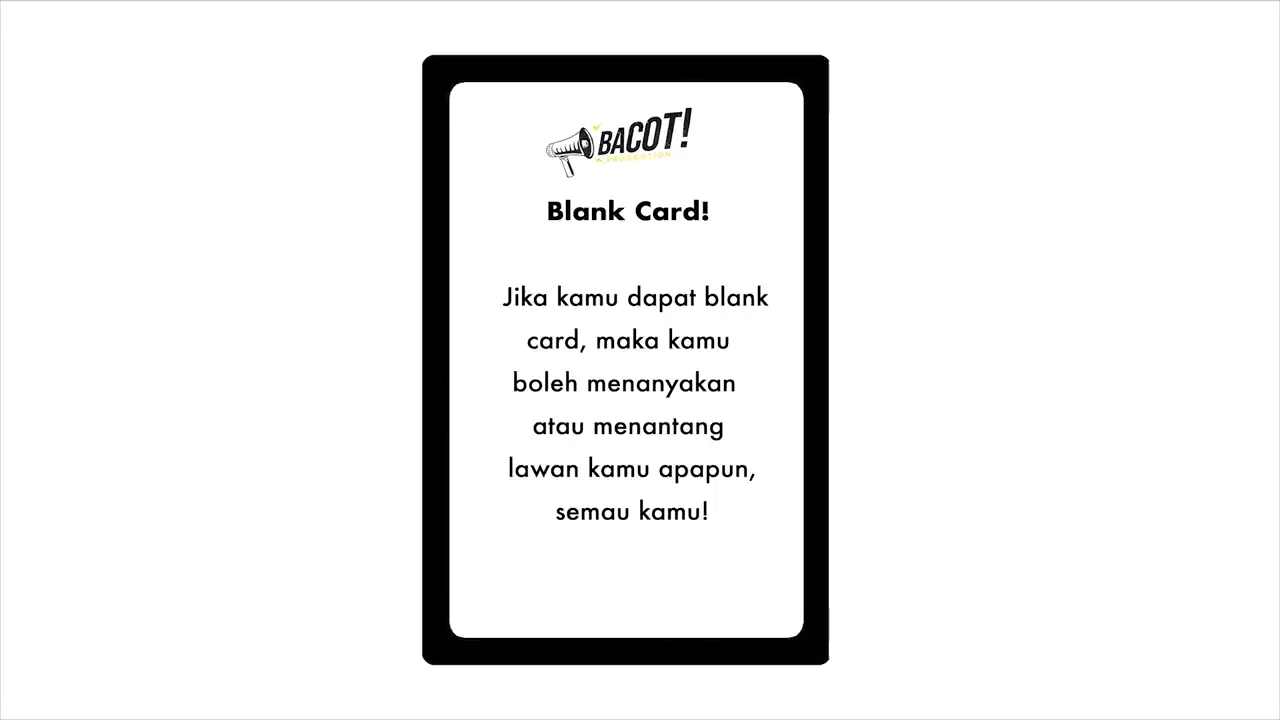 BACOT!
PRODUCTION
Blank Card!
Jika kamu dapat blank
card, maka kamu
boleh menanyakan
atau menantang
lawan kamu apapun,
semau kamu!